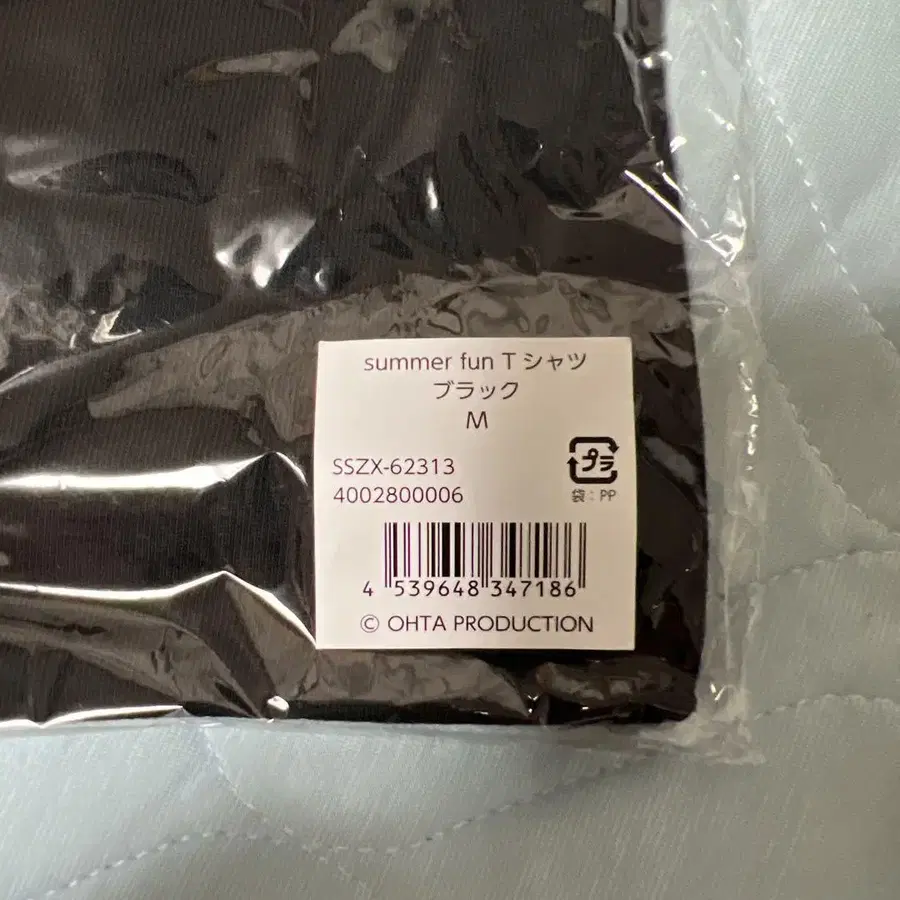 summer fun Tシャツ
ブラック
M
SSZX-62313
4002800006
プラ
袋:PP
4 539648 347186
© OHTA PRODUCTION